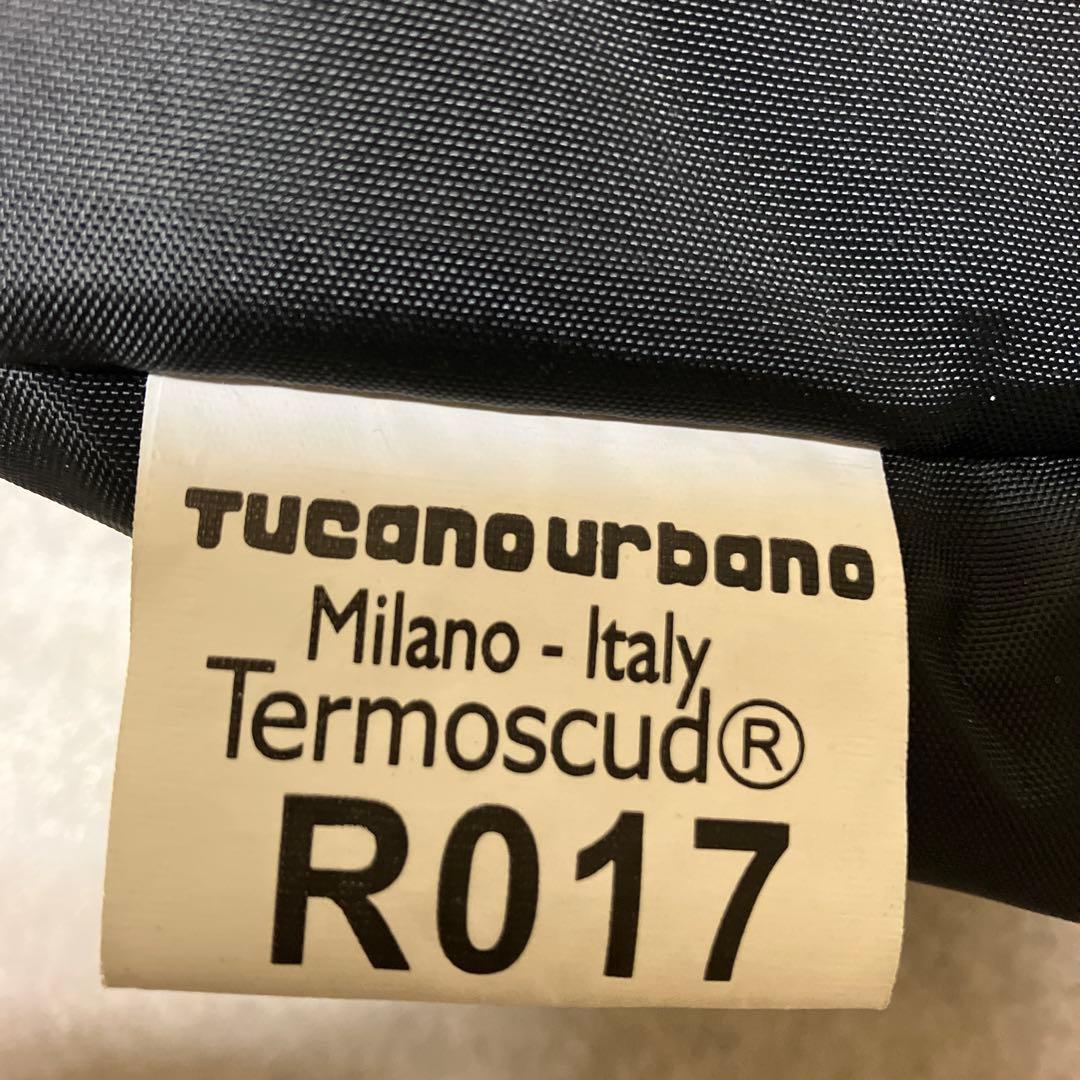 Tucanourbano
Milano - Italy
Termoscud®
R017